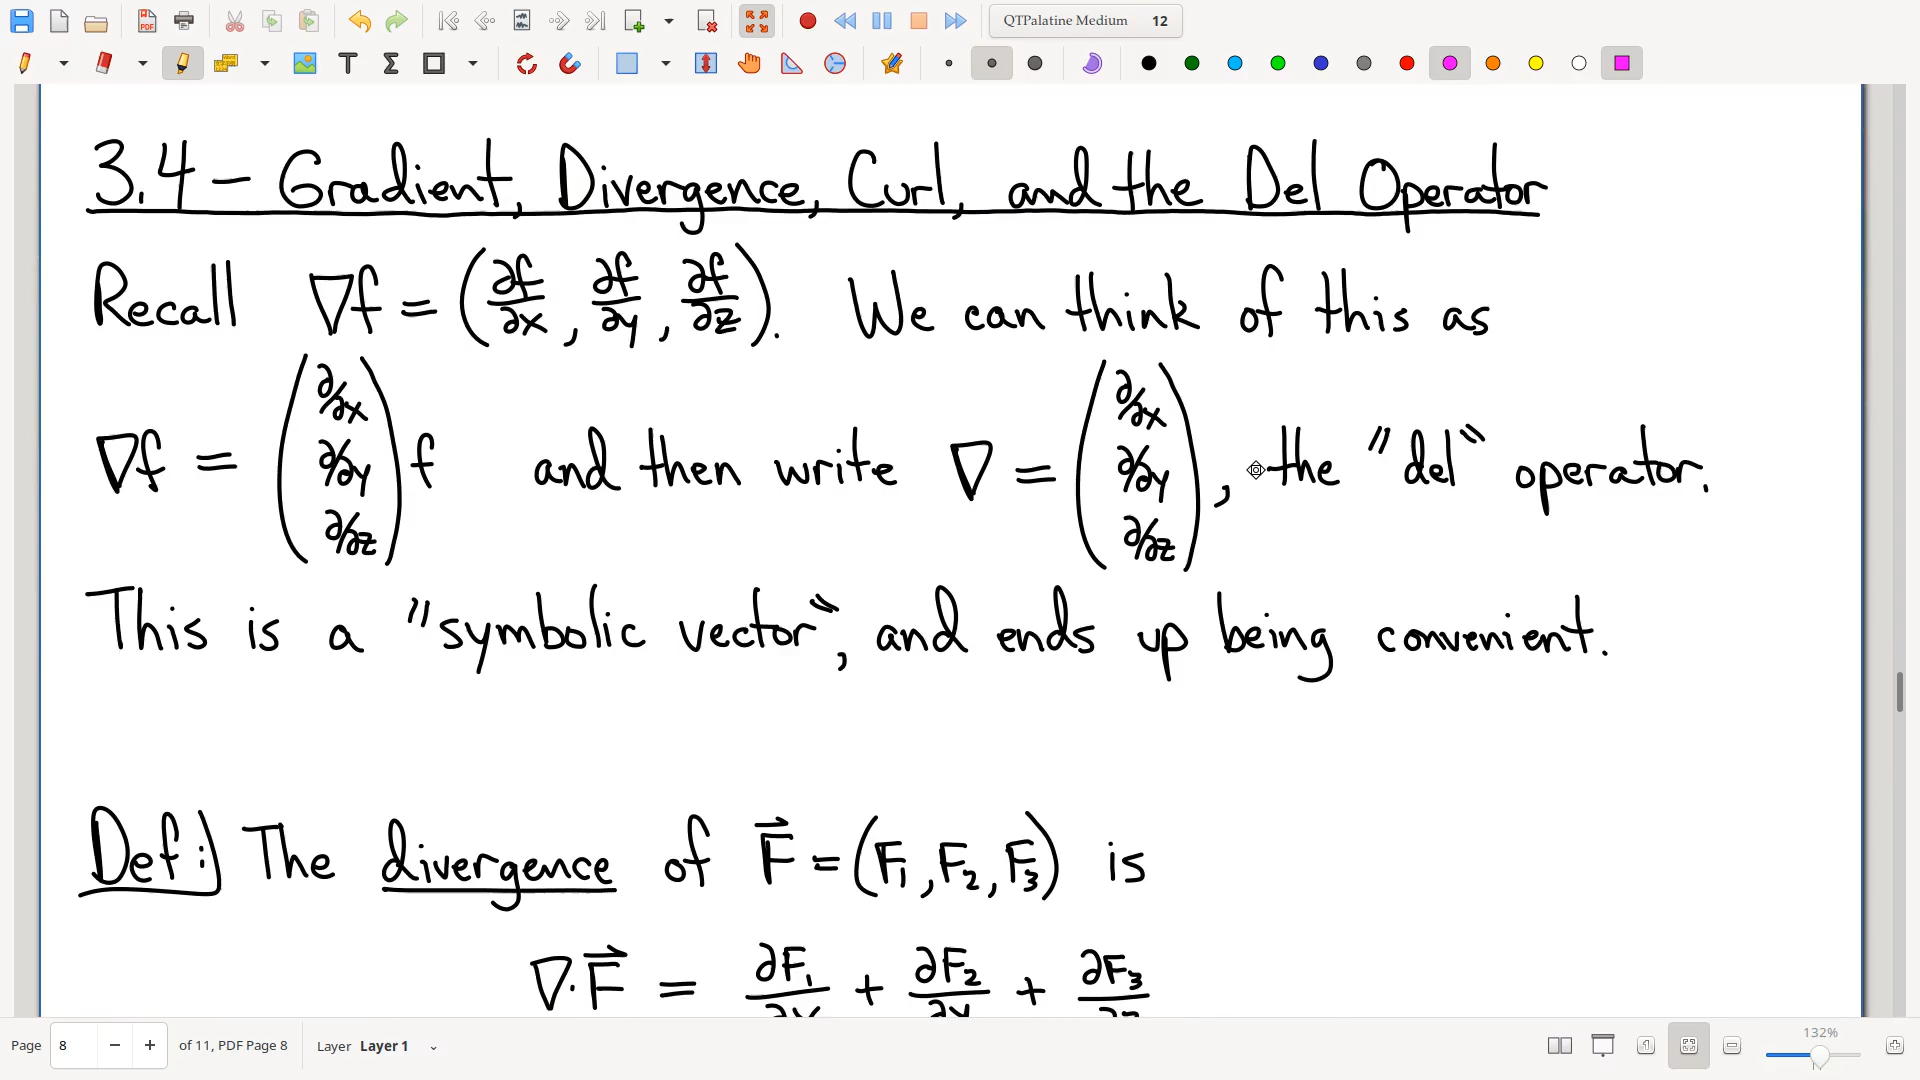 QTPalatine Medium 12
3.4 – Gradient, Divergence, Curl, and the Del Operator
Recall ∇f = (∂f/∂x, ∂f/∂y, ∂f/∂z). We can think of this as
∇f = (∂/∂x ∂/∂y ∂/∂z) f and then write ∇ = (∂/∂x ∂/∂y ∂/∂z), the "del" operator.
This is a "symbolic vector", and ends up being convenient.
Def:) The divergence of F⃗ = (F₁, F₂, F₃) is
∇·F⃗ = ∂F₁/∂x + ∂F₂/∂y + ∂F₃/∂z
Page 8 − + of 11, PDF Page 8 Layer Layer 1 132%